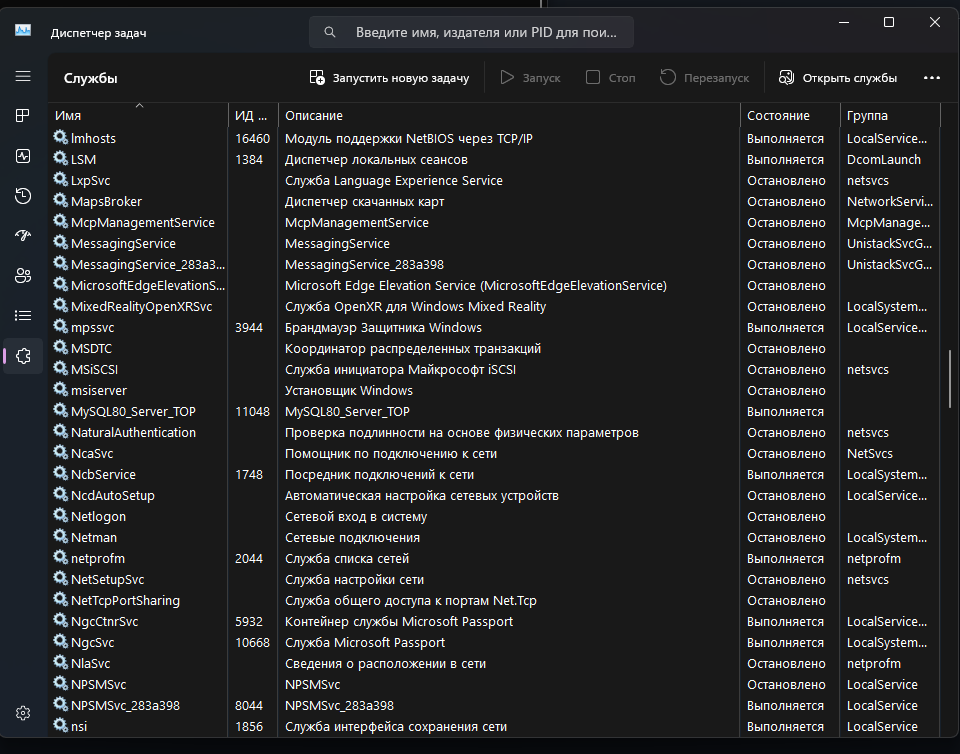 Диспетчер задач
Введите имя, издателя или PID для пои...
Службы
Запустить новую задачу
Запуск
Стоп
Перезапуск
Открыть службы
Имя ИД ... Описание Состояние Группа
lmhosts 16460 Модуль поддержки NetBIOS через TCP/IP Выполняется LocalService...
LSM 1384 Диспетчер локальных сеансов Выполняется DcomLaunch
LxpSvc Служба Language Experience Service Остановлено netsvcs
MapsBroker Диспетчер скачанных карт Остановлено NetworkServi...
McpManagementService McpManagementService Остановлено McpManage...
MessagingService MessagingService Остановлено UnistackSvcG...
MessagingService_283a3... MessagingService_283a398 Остановлено UnistackSvcG...
MicrosoftEdgeElevationS... Microsoft Edge Elevation Service (MicrosoftEdgeElevationService) Остановлено
MixedRealityOpenXRSvc Служба OpenXR для Windows Mixed Reality Остановлено LocalSystem...
mpssvc 3944 Брандмауэр Защитника Windows Выполняется LocalService...
MSDTC Координатор распределенных транзакций Остановлено
MSiSCSI Служба инициатора Майкрософт iSCSI Остановлено netsvcs
msiserver Установщик Windows Остановлено
MySQL80_Server_TOP 11048 MySQL80_Server_TOP Выполняется
NaturalAuthentication Проверка подлинности на основе физических параметров Остановлено netsvcs
NcaSvc Помощник по подключению к сети Остановлено NetSvcs
NcbService 1748 Посредник подключений к сети Выполняется LocalSystem...
NcdAutoSetup Автоматическая настройка сетевых устройств Остановлено LocalService...
Netlogon Сетевой вход в систему Остановлено
Netman Сетевые подключения Остановлено LocalSystem...
netprofm 2044 Служба списка сетей Выполняется netprofm
NetSetupSvc Служба настройки сети Остановлено netsvcs
NetTcpPortSharing Служба общего доступа к портам Net.Tcp Остановлено
NgcCtnrSvc 5932 Контейнер службы Microsoft Passport Выполняется LocalService...
NgcSvc 10668 Служба Microsoft Passport Выполняется LocalSystem...
NlaSvc Сведения о расположении в сети Остановлено netprofm
NPSMSvc NPSMSvc Остановлено LocalService
NPSMSvc_283a398 8044 NPSMSvc_283a398 Выполняется LocalService
nsi 1856 Служба интерфейса сохранения сети Выполняется LocalService